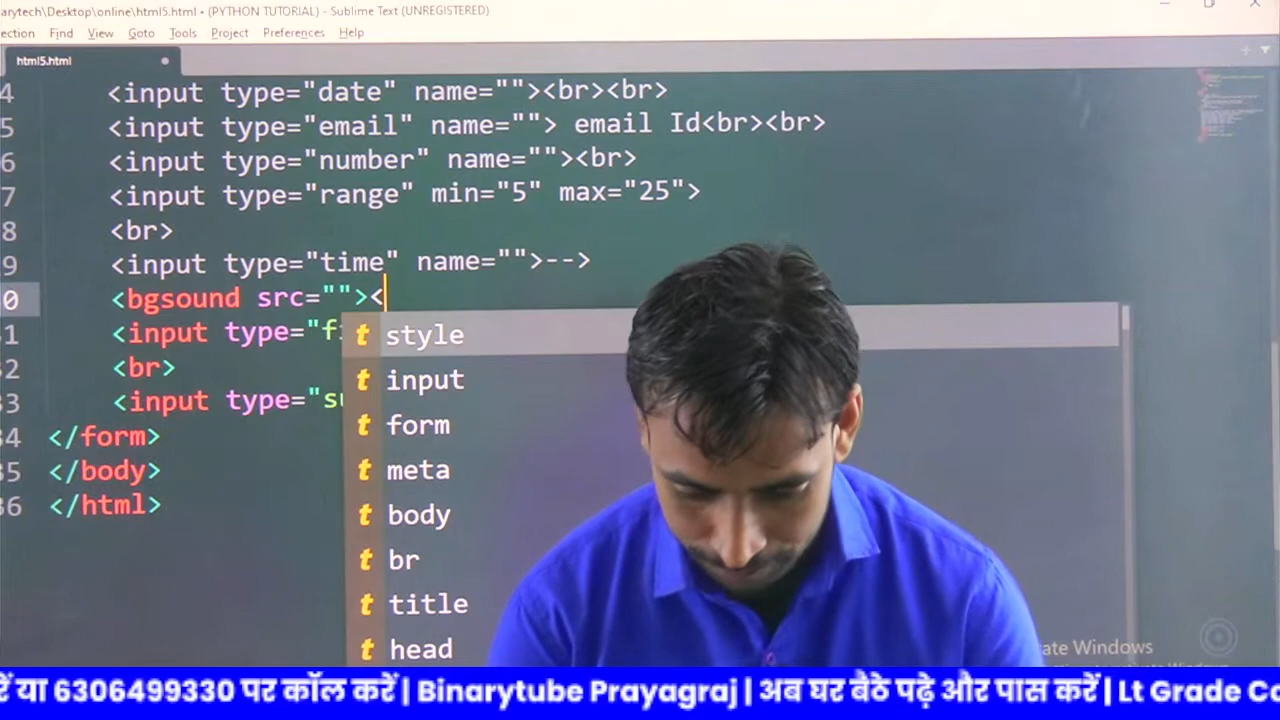 arytech\Desktop\online\html5.html • (PYTHON TUTORIAL) - Sublime Text (UNREGISTERED)
ection Find View Goto Tools Project Preferences Help
html5.html
4 <input type="date" name=""><br><br>
5 <input type="email" name=""> email Id<br><br>
6 <input type="number" name=""><br>
7 <input type="range" min="5" max="25">
8 <br>
9 <input type="time" name="">-->
0 <bgsound src=""><
31 <input type="fi
32 <br>
33 <input type="su
34 </form>
35 </body>
36 </html>
t style
t input
t form
t meta
t body
t br
t title
t head
ate Windows
रें या 6306499330 पर कॉल करें | Binarytube Prayagraj | अब घर बैठे पढ़े और पास करें | Lt Grade Co